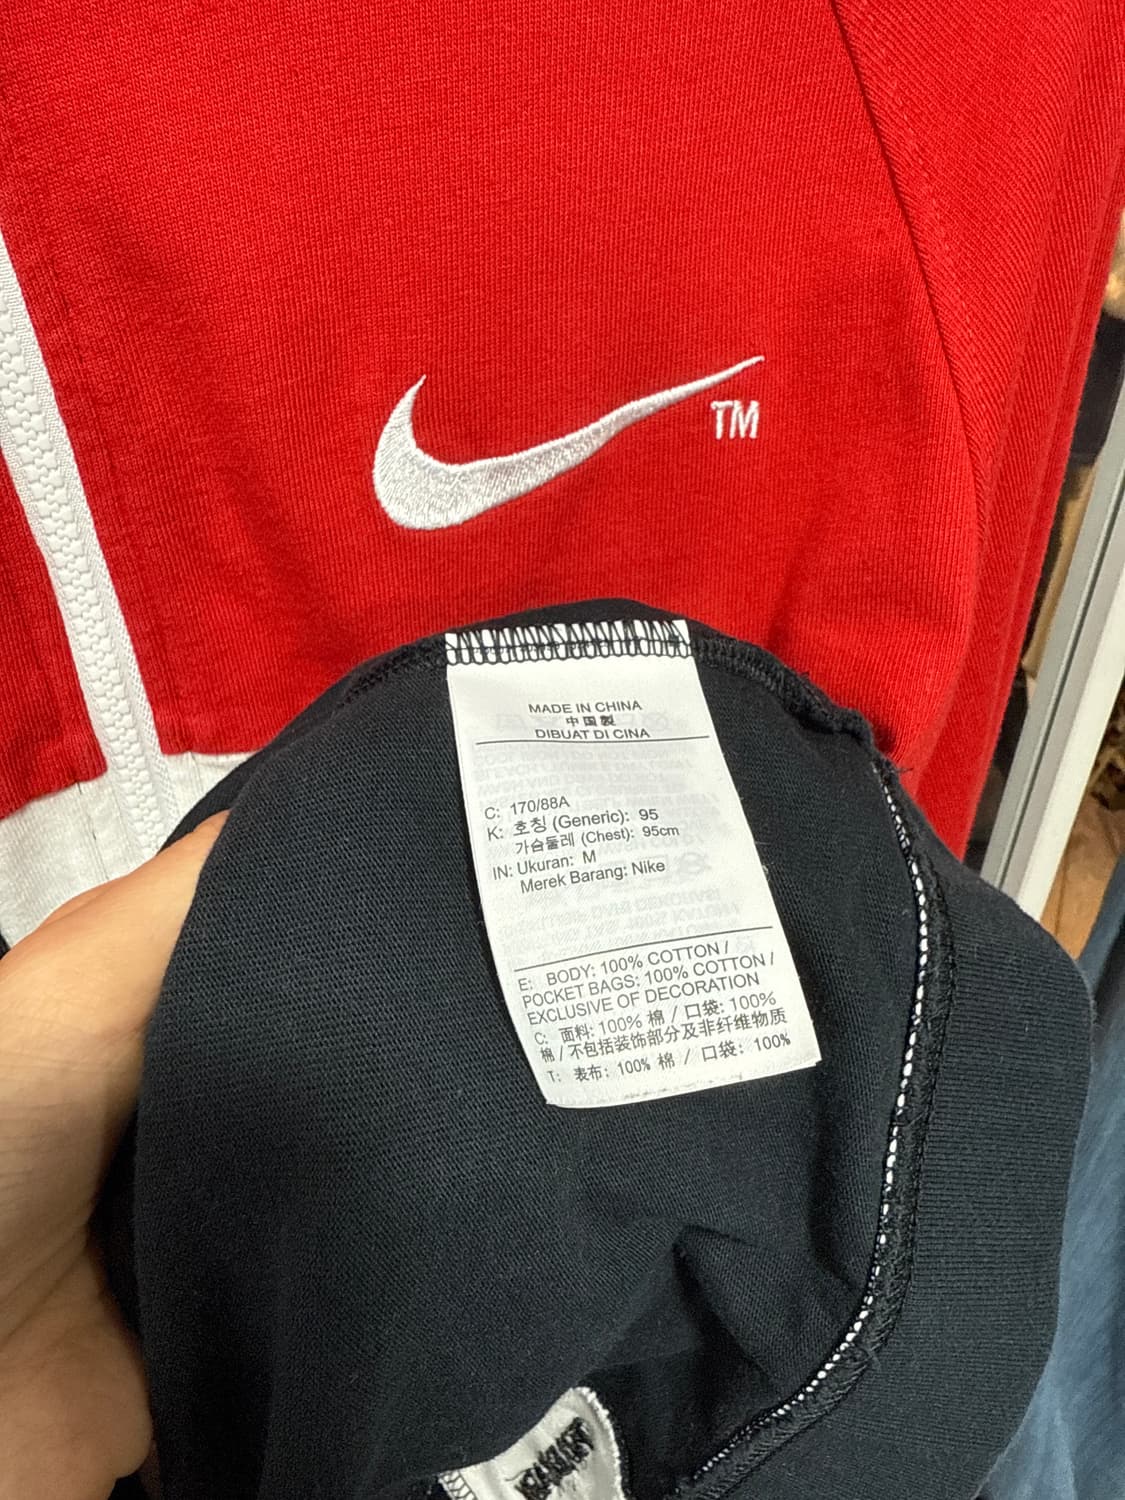 TM
MADE IN CHINA
中国製
DIBUAT DI CINA
C: 170/88A
K: 호칭 (Generic): 95
가슴둘레 (Chest): 95cm
IN: Ukuran: M
Merek Barang: Nike
E: BODY: 100% COTTON /
POCKET BAGS: 100% COTTON /
EXCLUSIVE OF DECORATION
C: 面料: 100% 棉 / 口袋: 100%
棉 / 不包括装饰部分及非纤维物质
T: 表布: 100% 棉 / 口袋: 100%